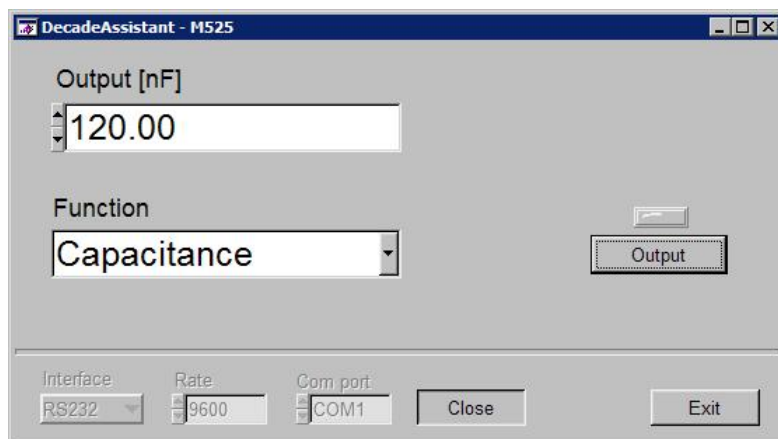 DecadeAssistant - M525
Output [nF]
120.00
Function
Capacitance
Output
Interface
Rate
Com port
RS232
9600
COM1
Close
Exit